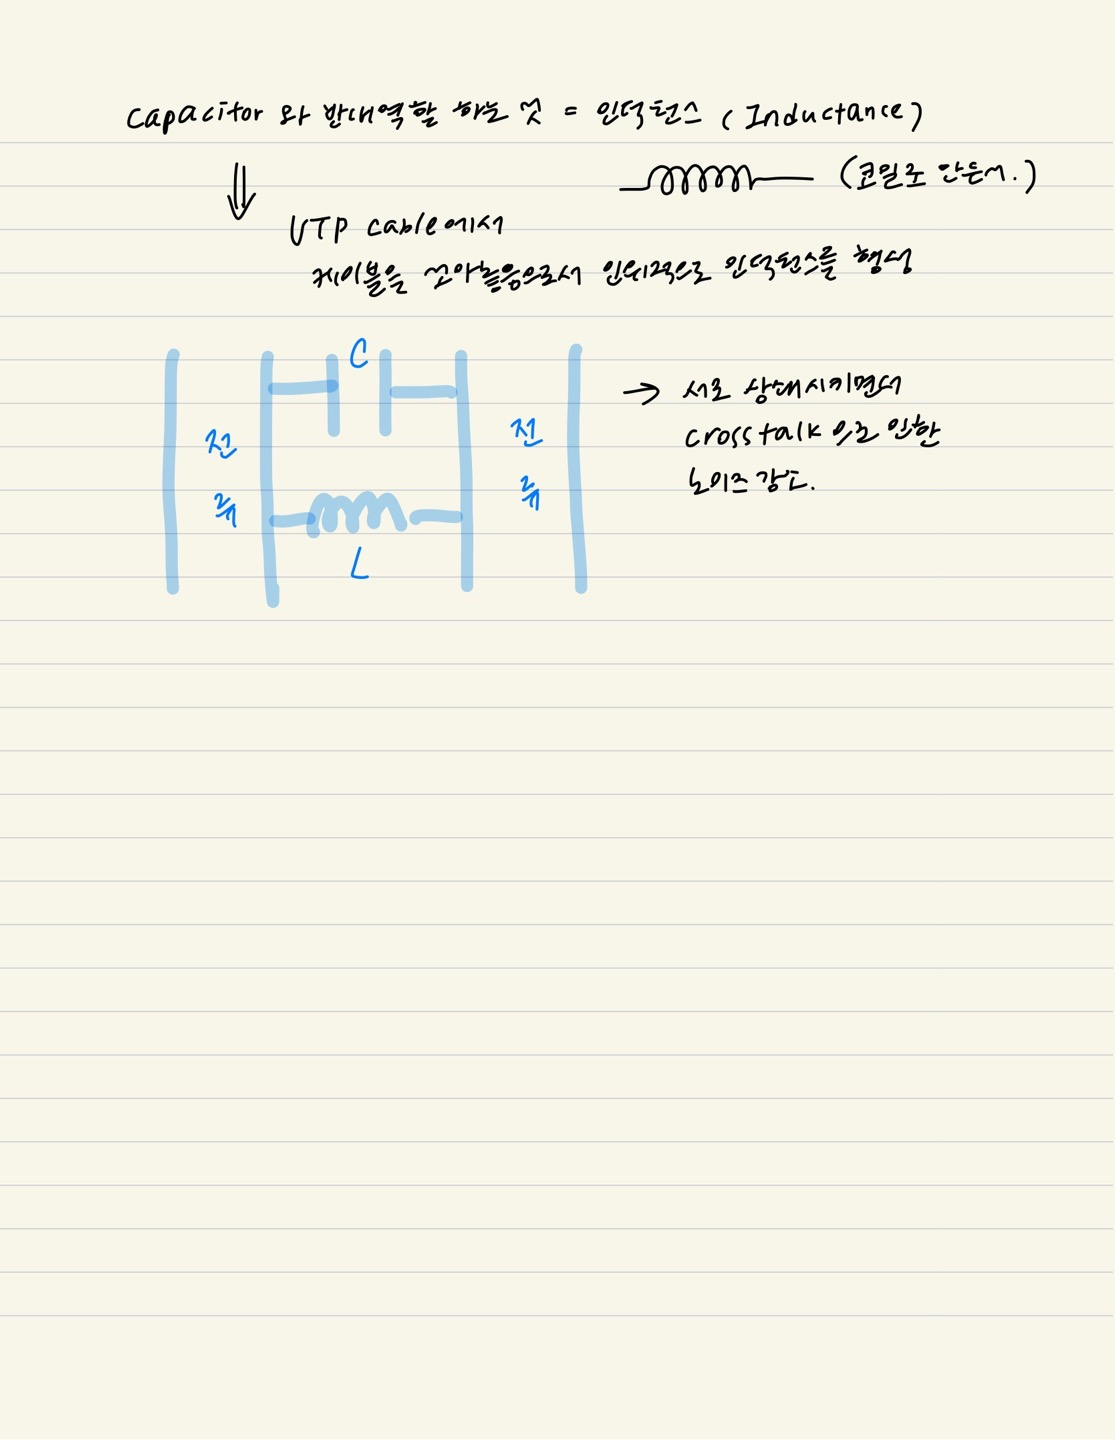 Capacitor 와 반대역할 하는 것 = 인덕턴스 (Inductance)
(코일로 만든거.)
UTP cable에서
케이블을 꼬아놓음으로서 인위적으로 인덕턴스를 형성
C
→ 서로 상쇄시키면서
전 전
crosstalk 으로 인한
류 류
노이즈 감소.
L